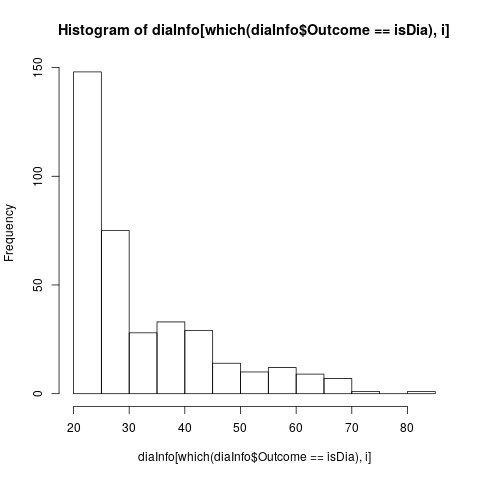 Histogram of diaInfo[which(diaInfo$Outcome == isDia), i]
150
100
50
0
Frequency
20 30 40 50 60 70 80
diaInfo[which(diaInfo$Outcome == isDia), i]